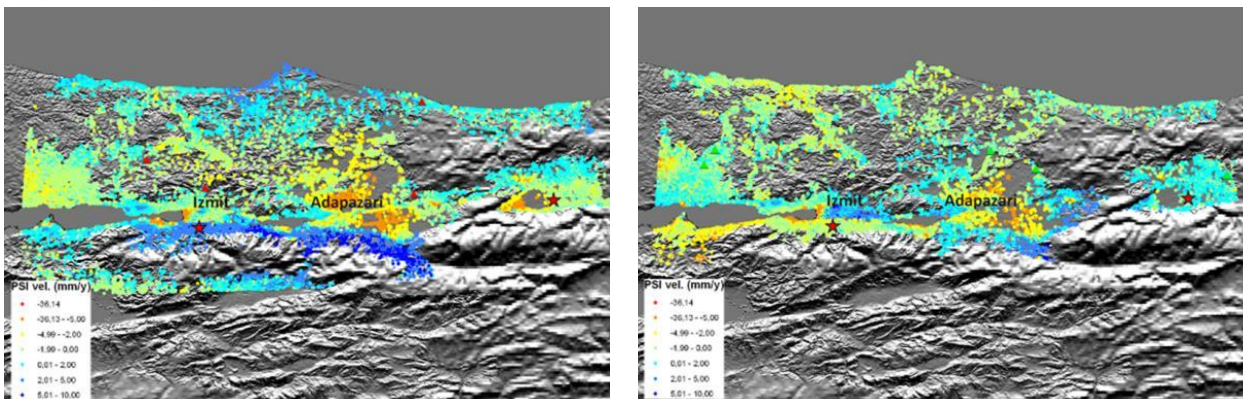 Izmit
Adapazari
PSI vel. (mm/y)
-36,14
-36,13 - -5,00
-4,99 - -2,00
-1,99 - 0,00
0,01 - 2,00
2,01 - 5,00
5,01 - 10,00
Izmit
Adapazari
PSI vel. (mm/y)
-36,14
-36,13 - -5,00
-4,99 - -2,00
-1,99 - 0,00
0,01 - 2,00
2,01 - 5,00
5,01 - 10,00